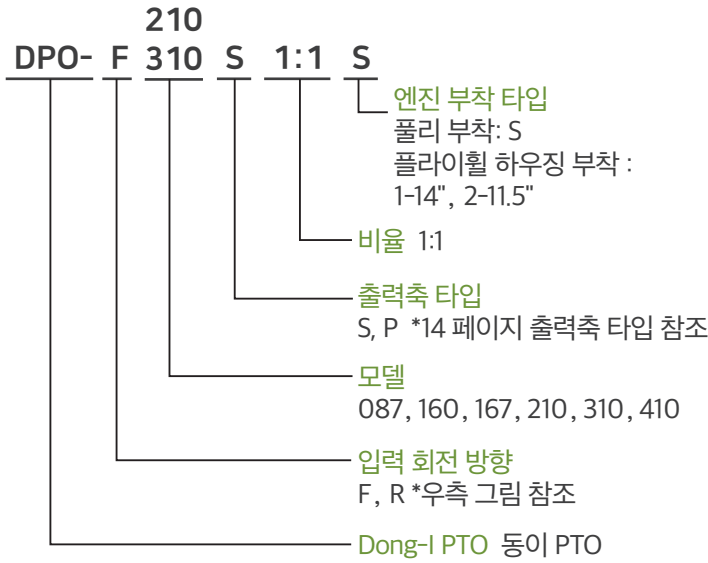 210
DPO- F 310 S 1:1 S
엔진 부착 타입
풀리 부착: S
플라이휠 하우징 부착 :
1-14", 2-11.5"
비율 1:1
출력축 타입
S, P *14 페이지 출력축 타입 참조
모델
087, 160, 167, 210, 310, 410
입력 회전 방향
F, R *우측 그림 참조
Dong-I PTO 동이 PTO